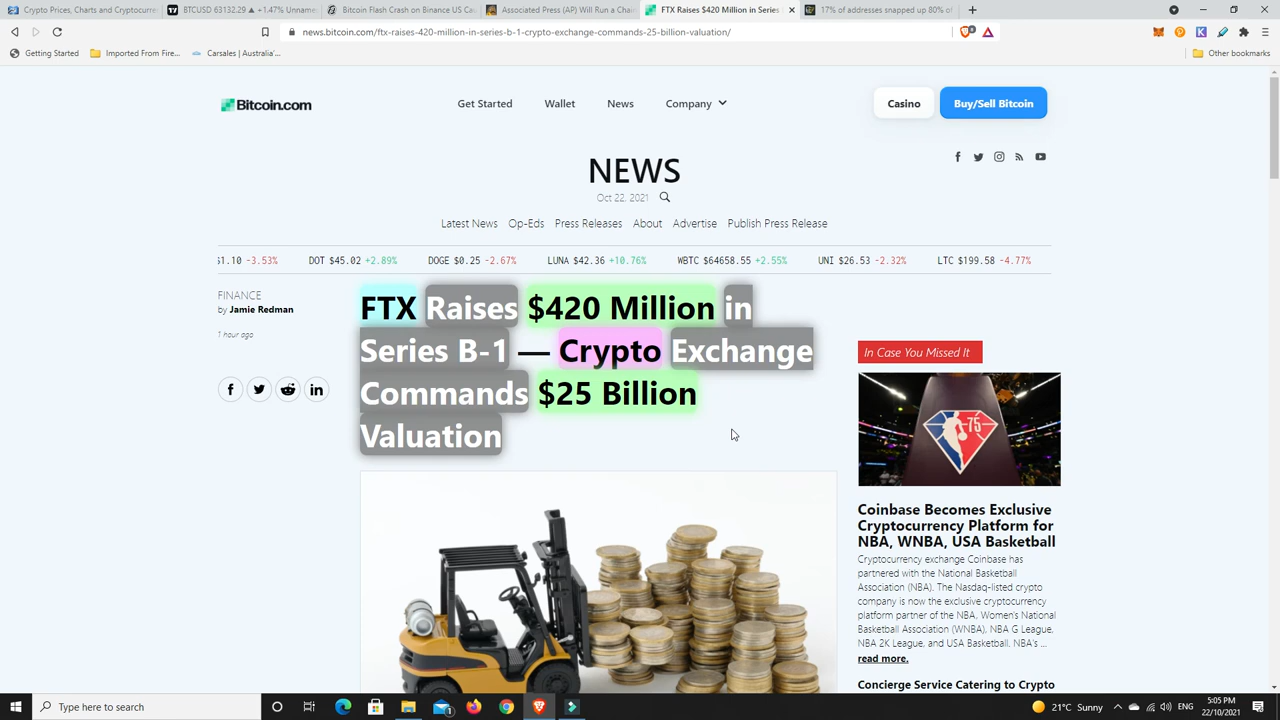 Crypto Prices, Charts and Cryptocurr
BTCUSD 63132.29 ▲ +1.47% Unname
Bitcoin Flash Crash on Binance US Ca
Associated Press (AP) Will Run a Chai
FTX Raises $420 Million in Series
17% of addresses snapped up 80% of
news.bitcoin.com/ftx-raises-420-million-in-series-b-1-crypto-exchange-commands-25-billion-valuation/
Getting Started
Imported From Fire...
Carsales | Australia'...
Other bookmarks
Bitcoin.com
Get Started
Wallet
News
Company
Casino
Buy/Sell Bitcoin
NEWS
Oct 22, 2021
Latest News Op-Eds Press Releases About Advertise Publish Press Release
$1.10 -3.53% DOT $45.02 +2.89% DOGE $0.25 -2.67% LUNA $42.36 +10.76% WBTC $64658.55 +2.55% UNI $26.53 -2.32% LTC $199.58 -4.77%
FINANCE
by Jamie Redman
1 hour ago
FTX Raises $420 Million in
Series B-1 — Crypto Exchange
Commands $25 Billion
Valuation
In Case You Missed It
75
Coinbase Becomes Exclusive
Cryptocurrency Platform for
NBA, WNBA, USA Basketball
Cryptocurrency exchange Coinbase has
partnered with the National Basketball
Association (NBA). The Nasdaq-listed crypto
company is now the exclusive cryptocurrency
platform partner of the NBA, Women's National
Basketball Association (WNBA), NBA G League,
NBA 2K League, and USA Basketball. NBA's ...
read more.
Concierge Service Catering to Crypto
Type here to search
21°C Sunny
ENG
5:05 PM
22/10/2021